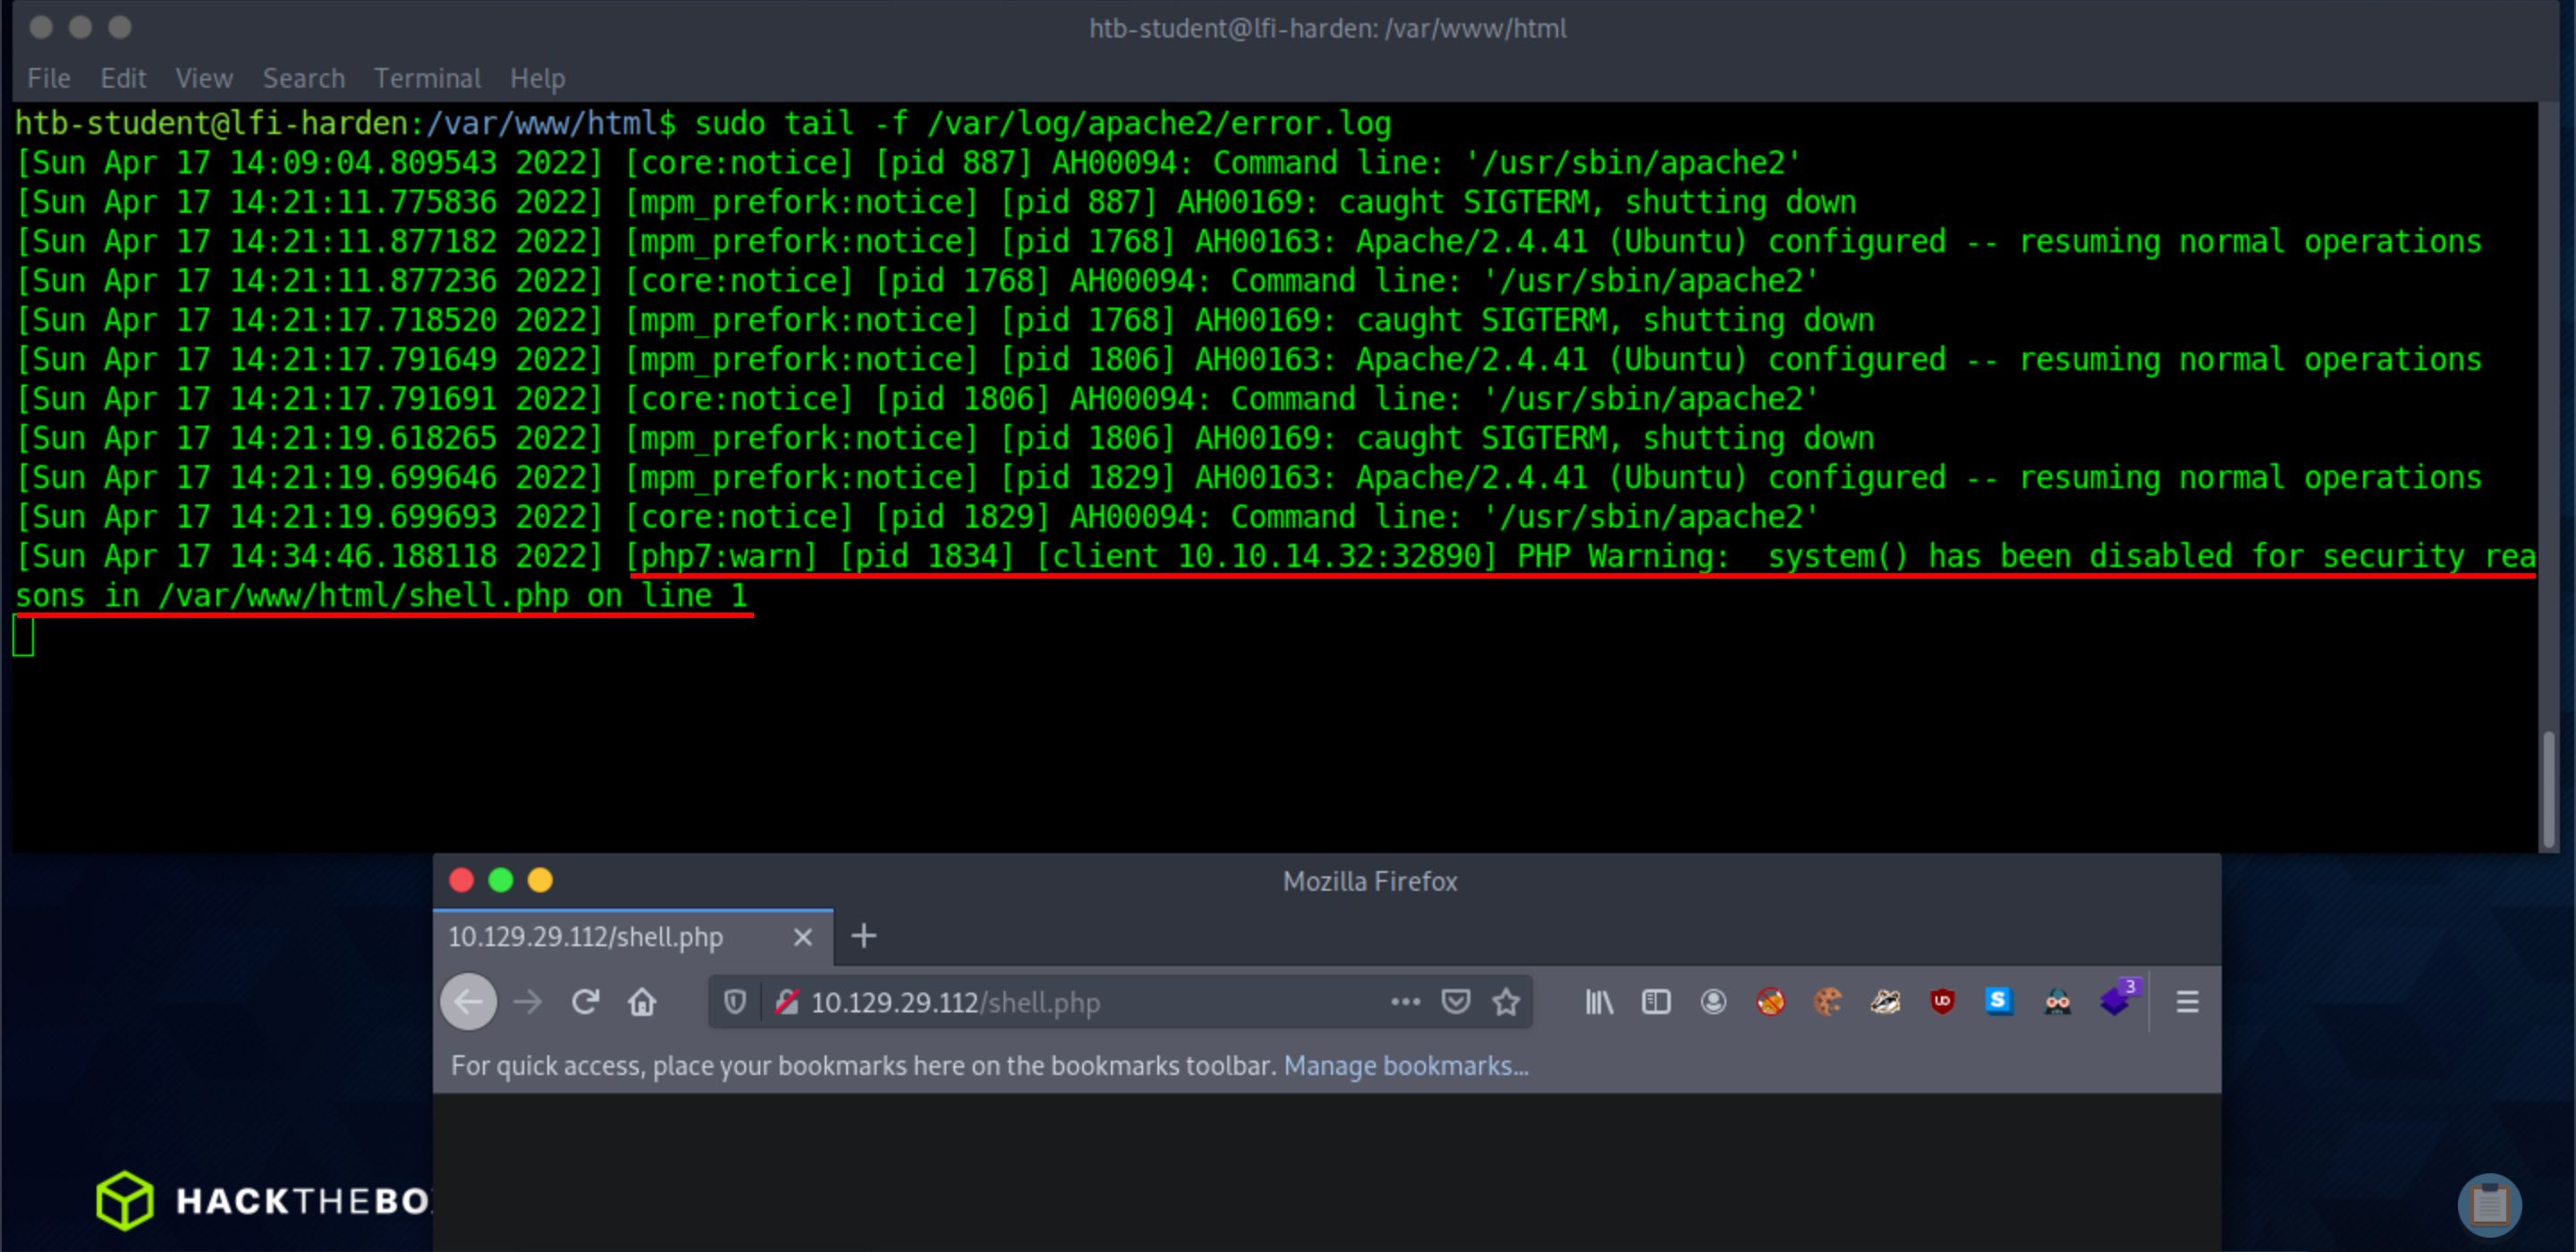 htb-student@lfi-harden: /var/www/html
File Edit View Search Terminal Help
htb-student@lfi-harden:/var/www/html$ sudo tail -f /var/log/apache2/error.log
[Sun Apr 17 14:09:04.809543 2022] [core:notice] [pid 887] AH00094: Command line: '/usr/sbin/apache2'
[Sun Apr 17 14:21:11.775836 2022] [mpm_prefork:notice] [pid 887] AH00169: caught SIGTERM, shutting down
[Sun Apr 17 14:21:11.877182 2022] [mpm_prefork:notice] [pid 1768] AH00163: Apache/2.4.41 (Ubuntu) configured -- resuming normal operations
[Sun Apr 17 14:21:11.877236 2022] [core:notice] [pid 1768] AH00094: Command line: '/usr/sbin/apache2'
[Sun Apr 17 14:21:17.718520 2022] [mpm_prefork:notice] [pid 1768] AH00169: caught SIGTERM, shutting down
[Sun Apr 17 14:21:17.791649 2022] [mpm_prefork:notice] [pid 1806] AH00163: Apache/2.4.41 (Ubuntu) configured -- resuming normal operations
[Sun Apr 17 14:21:17.791691 2022] [core:notice] [pid 1806] AH00094: Command line: '/usr/sbin/apache2'
[Sun Apr 17 14:21:19.618265 2022] [mpm_prefork:notice] [pid 1806] AH00169: caught SIGTERM, shutting down
[Sun Apr 17 14:21:19.699646 2022] [mpm_prefork:notice] [pid 1829] AH00163: Apache/2.4.41 (Ubuntu) configured -- resuming normal operations
[Sun Apr 17 14:21:19.699693 2022] [core:notice] [pid 1829] AH00094: Command line: '/usr/sbin/apache2'
[Sun Apr 17 14:34:46.188118 2022] [php7:warn] [pid 1834] [client 10.10.14.32:32890] PHP Warning:  system() has been disabled for security rea
sons in /var/www/html/shell.php on line 1
Mozilla Firefox
10.129.29.112/shell.php
10.129.29.112/shell.php
3
For quick access, place your bookmarks here on the bookmarks toolbar. Manage bookmarks...
HACKTHEBO